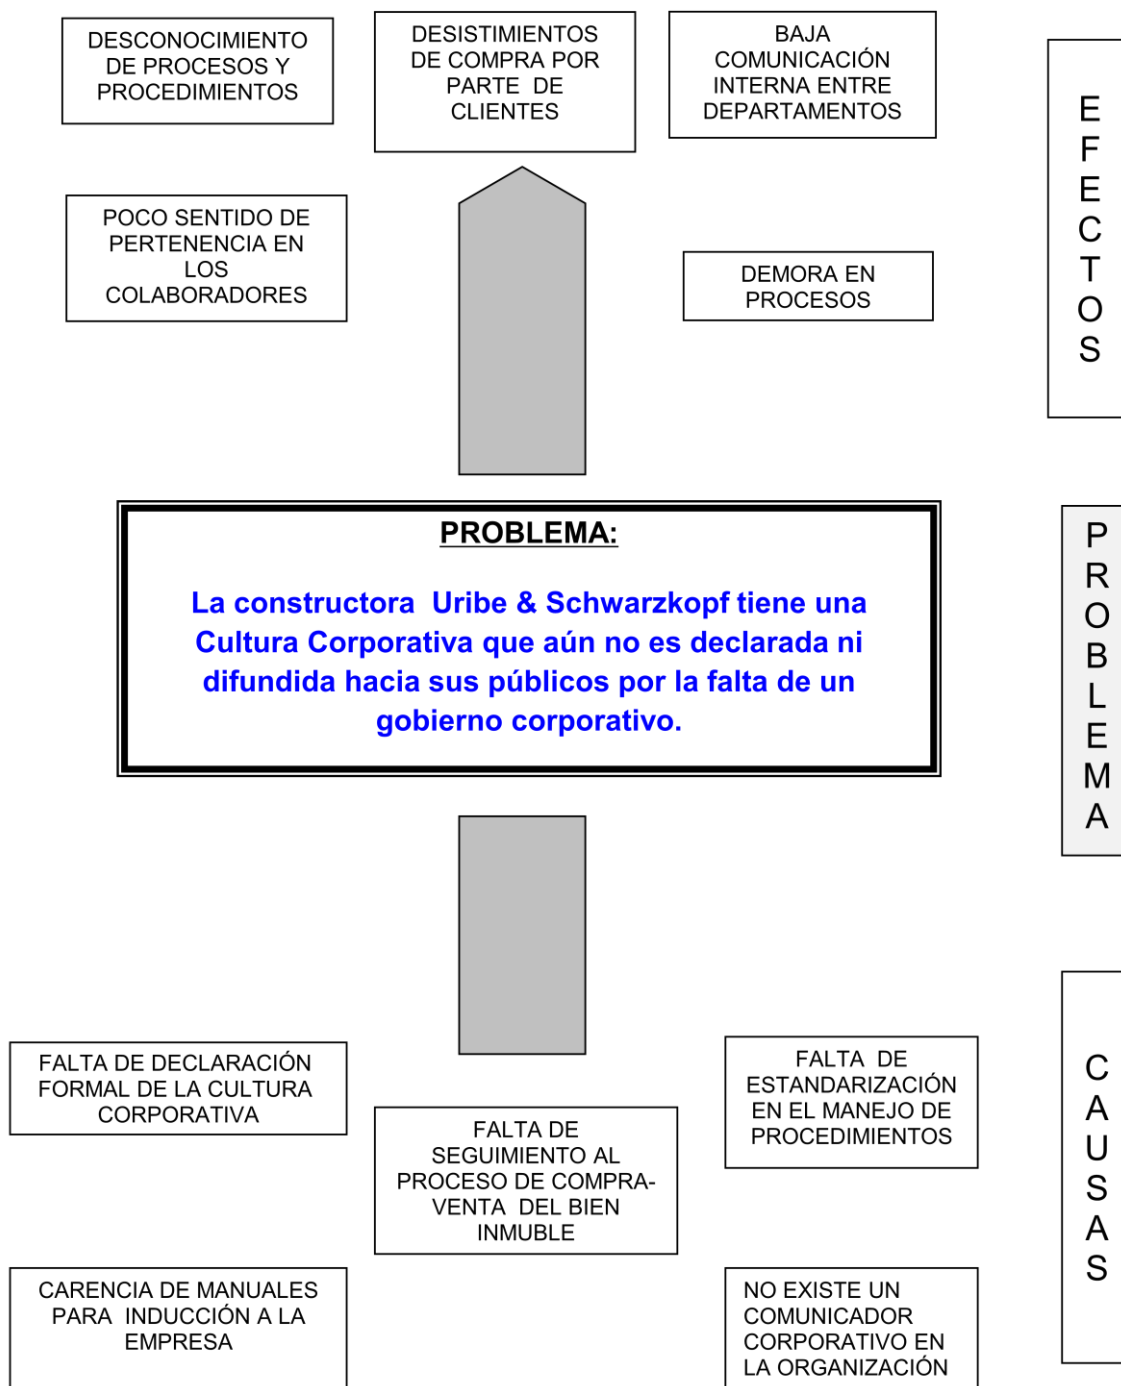 DESCONOCIMIENTO
DE PROCESOS Y
PROCEDIMIENTOS
DESISTIMIENTOS
DE COMPRA POR
PARTE DE
CLIENTES
BAJA
COMUNICACIÓN
INTERNA ENTRE
DEPARTAMENTOS
POCO SENTIDO DE
PERTENENCIA EN
LOS
COLABORADORES
DEMORA EN
PROCESOS
E
F
E
C
T
O
S
PROBLEMA:
La constructora Uribe & Schwarzkopf tiene una
Cultura Corporativa que aún no es declarada ni
difundida hacia sus públicos por la falta de un
gobierno corporativo.
P
R
O
B
L
E
M
A
FALTA DE DECLARACIÓN
FORMAL DE LA CULTURA
CORPORATIVA
FALTA DE
SEGUIMIENTO AL
PROCESO DE COMPRA-
VENTA DEL BIEN
INMUBLE
FALTA DE
ESTANDARIZACIÓN
EN EL MANEJO DE
PROCEDIMIENTOS
CARENCIA DE MANUALES
PARA INDUCCIÓN A LA
EMPRESA
NO EXISTE UN
COMUNICADOR
CORPORATIVO EN
LA ORGANIZACIÓN
C
A
U
S
A
S